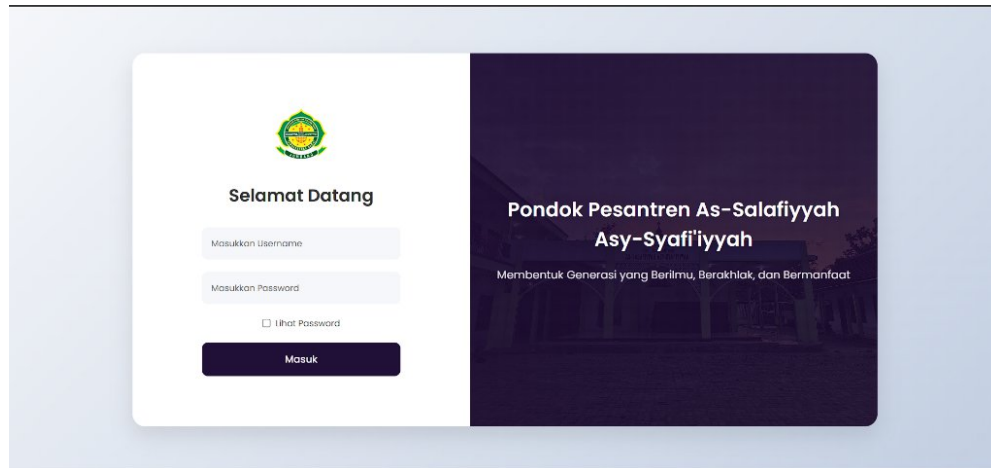 JOMBANG
Selamat Datang
Masukkan Username
Masukkan Password
Lihat Password
Masuk
Pondok Pesantren As-Salafiyyah
Asy-Syafi'iyyah
Membentuk Generasi yang Berilmu, Berakhlak, dan Bermanfaat